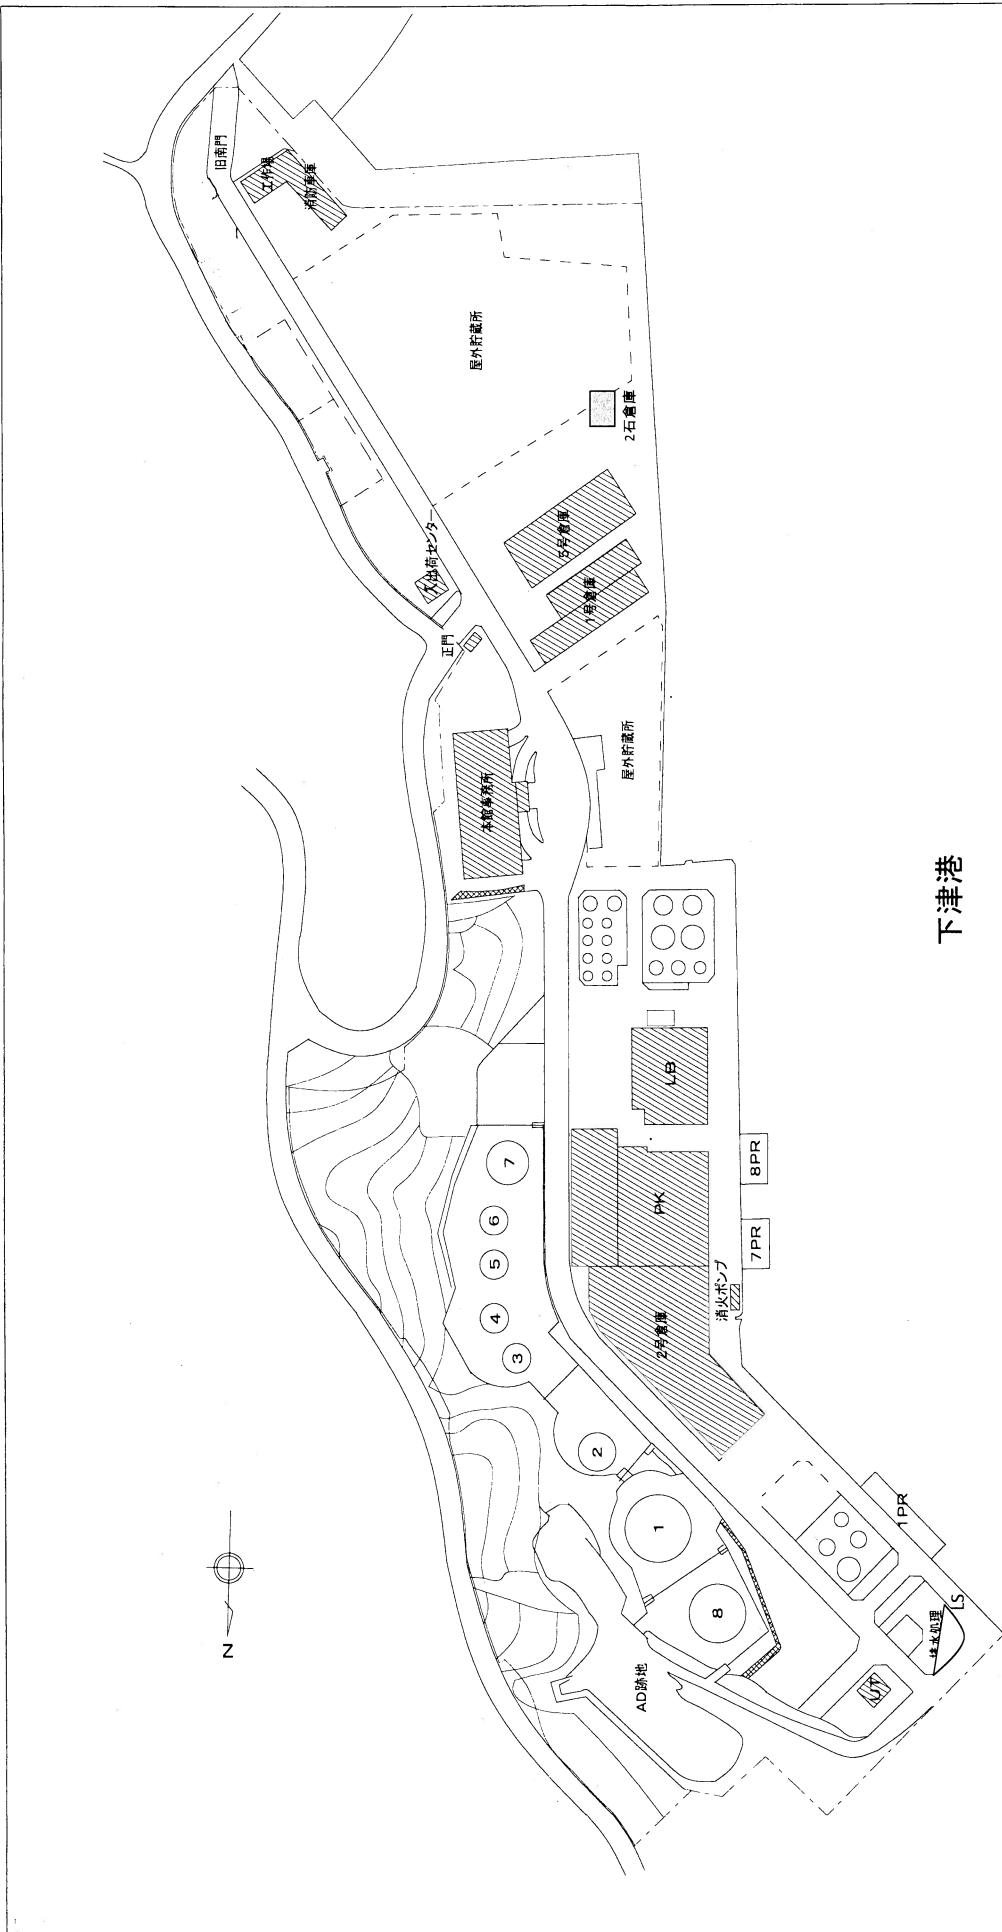 旧南門
工作場
消防車庫
屋外貯蔵所
2石倉庫
入出荷センター
5号倉庫
1号倉庫
正門
屋外貯蔵所
本館事務所
下津港
LB
7
8PR
6
PK
5
7PR
消火ポンプ
4
2号倉庫
3
2
1
1PR
8
LS
排水処理
UT
AD跡地
N